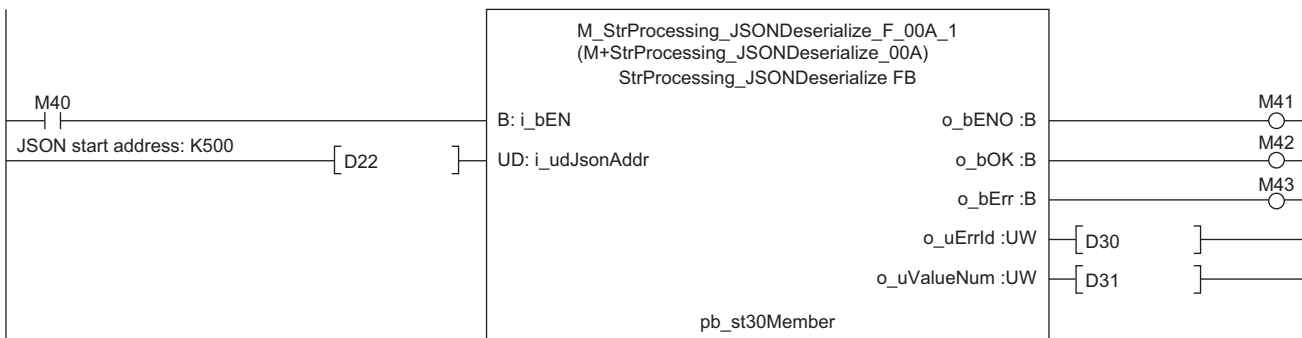 M_StrProcessing_JSONDeserialize_F_00A_1
(M+StrProcessing_JSONDeserialize_00A)
StrProcessing_JSONDeserialize FB
M40
B: i_bEN
o_bENO :B
M41
JSON start address: K500
D22
UD: i_udJsonAddr
o_bOK :B
M42
o_bErr :B
M43
o_uErrId :UW
D30
o_uValueNum :UW
D31
pb_st30Member